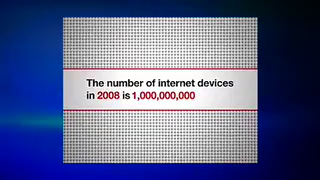 The number of internet devices
in 2008 is 1,000,000,000